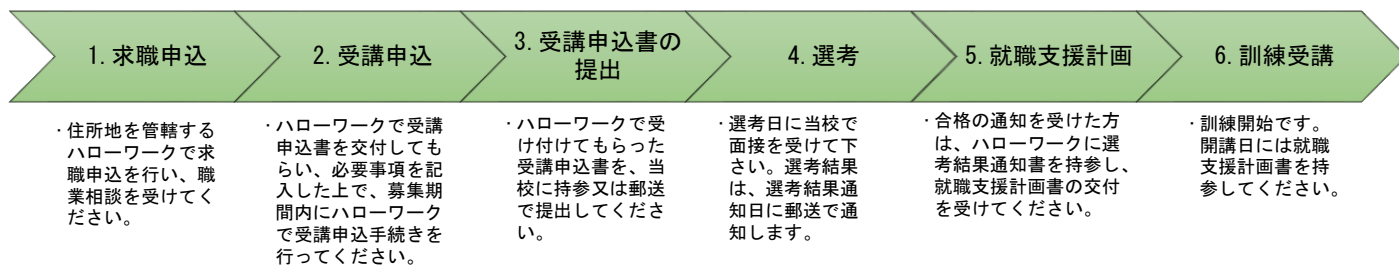 1. 求職申込
2. 受講申込
3. 受講申込書の
提出
4. 選考
5. 就職支援計画
6. 訓練受講
・住所地を管轄する
ハローワークで求
職申込を行い、職
業相談を受けてく
ださい。
・ハローワークで受講
申込書を交付しても
らい、必要事項を記
入した上で、募集期
間内にハローワーク
で受講申込手続きを
行ってください。
・ハローワークで受
け付けてもらった
受講申込書を、当
校に持参又は郵送
で提出してくださ
い。
・選考日に当校で
面接を受けて下
さい。選考結果
は、選考結果通
知日に郵送で通
知します。
・合格の通知を受けた方
は、ハローワークに選
考結果通知書を持参し、
就職支援計画書の交付
を受けてください。
・訓練開始です。
開講日には就職
支援計画書を持
参してください。